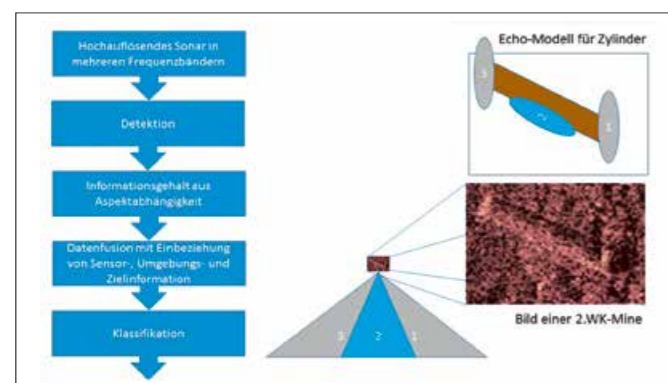 Hochauflösendes Sonar in
mehreren Frequenzbändern
Detektion
Informationsgehalt aus
Aspektabhängigkeit
Datenfusion mit Einbeziehung
von Sensor-, Umgebungs- und
Zielinformation
Klassifikation
Echo-Modell für Zylinder
3
2
1
Bild einer 2.WK-Mine
3
2
1